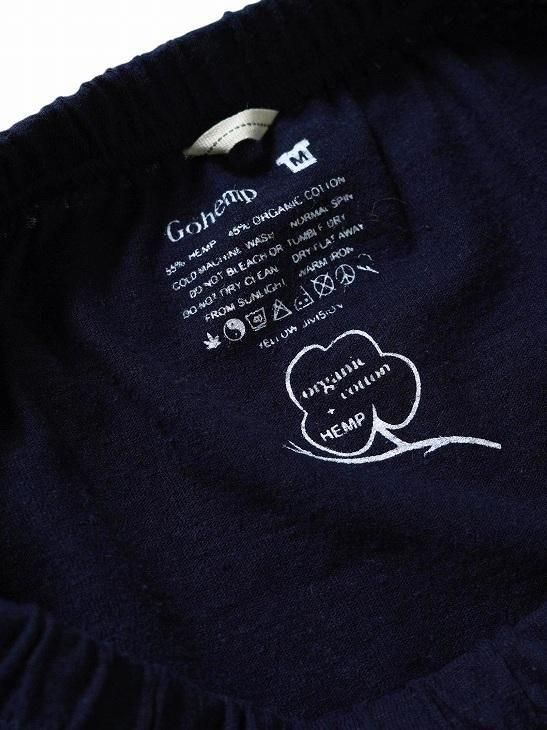 M
Gohemp
55% HEMP 45% ORGANIC COTTON
COLD MACHINE WASH NORMAL SPIN
DO NOT BLEACH OR TUMBLE DRY
DO NOT DRY CLEAN DRY FLAT AWAY
FROM SUNLIGHT WARM IRON
YELLOW DIVISION
organic
+ cotton
HEMP